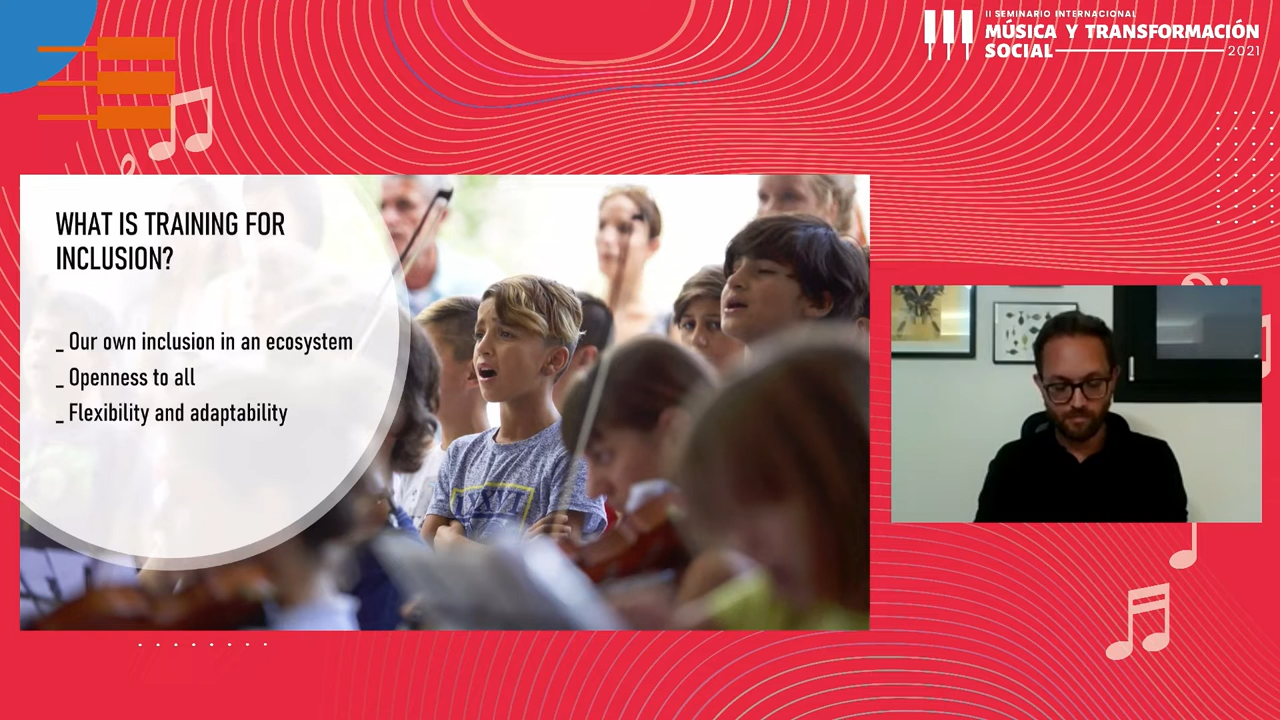 II SEMINARIO INTERNACIONAL
MÚSICA Y TRANSFORMACIÓN
SOCIAL 2021
WHAT IS TRAINING FOR
INCLUSION?
_ Our own inclusion in an ecosystem
_ Openness to all
_ Flexibility and adaptability